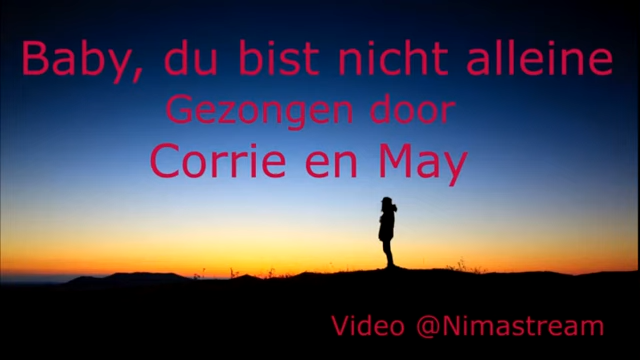 Baby, du bist nicht alleine
Gezongen door
Corrie en May
Video @Nimastream